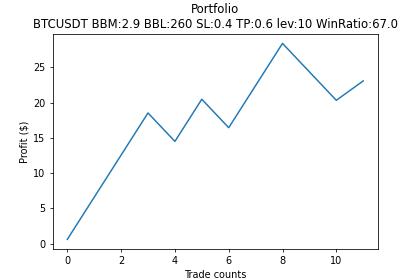 Portfolio
BTCUSDT BBM:2.9 BBL:260 SL:0.4 TP:0.6 lev:10 WinRatio:67.0
25
20
15
10
5
0
Profit ($)
0 2 4 6 8 10
Trade counts